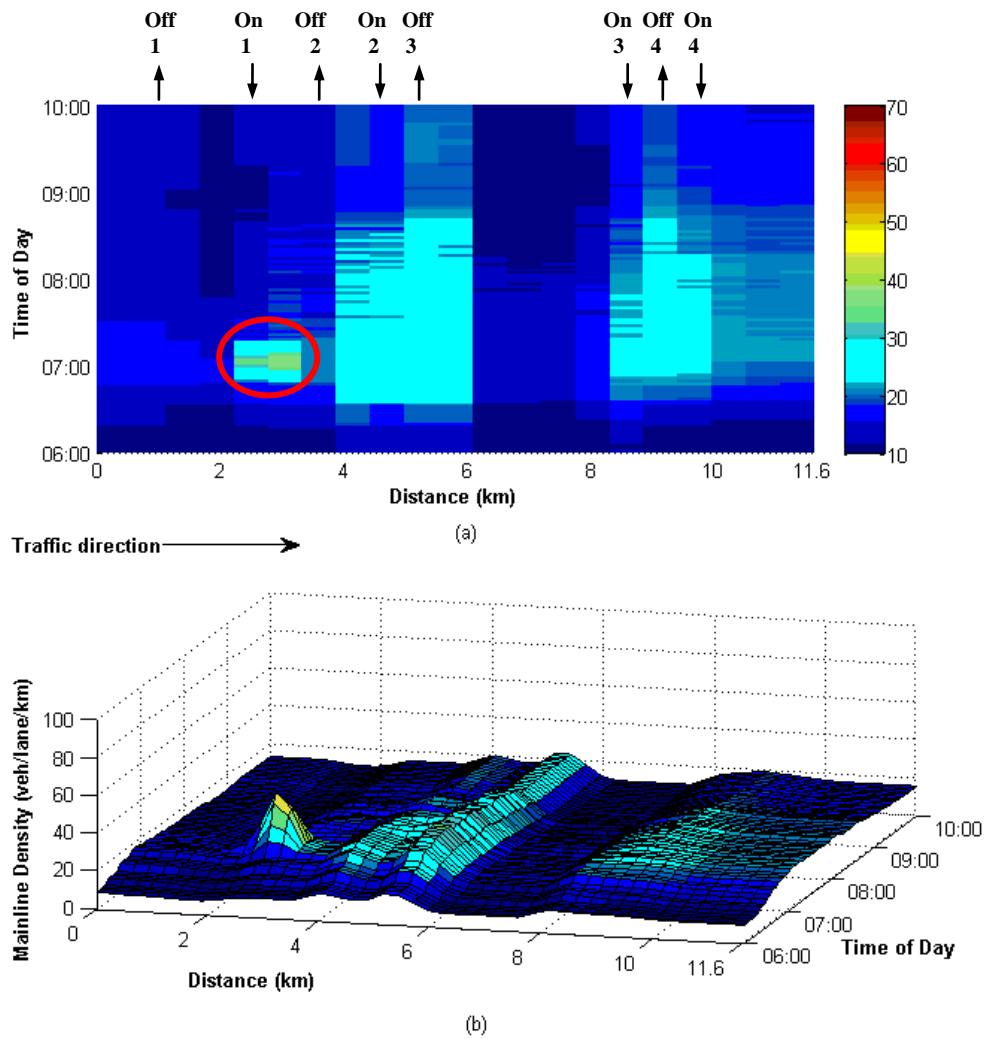 Off On Off On Off On Off On
1 1 2 2 3 3 4 4
10:00
09:00
08:00
07:00
06:00
Time of Day
0 2 4 6 8 10 11.6
Distance (km)
70
60
50
40
30
20
10
(a)
Traffic direction
100
80
60
40
20
0
Mainline Density (veh/lane/km)
0
2
4
6
8
10
11.6
Distance (km)
06:00
07:00
08:00
09:00
10:00
Time of Day
(b)